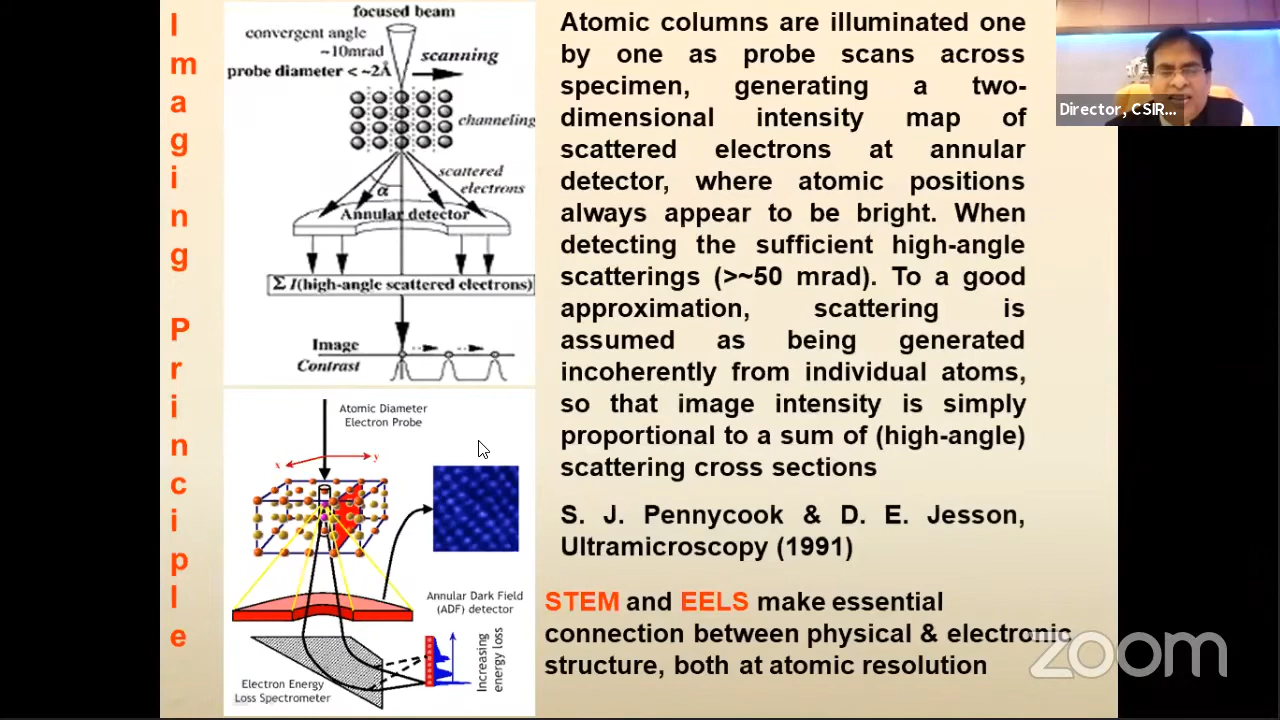 Imaging Principle
focused beam
convergent angle
~10mrad
probe diameter < ~2Å
scanning
channeling
scattered
electrons
α
Annular detector
Σ I(high-angle scattered electrons)
Image
Contrast
Atomic Diameter
Electron Probe
x
y
Annular Dark Field
(ADF) detector
Increasing
energy loss
Electron Energy
Loss Spectrometer
Atomic columns are illuminated one
by one as probe scans across
specimen, generating a two-
dimensional intensity map of
scattered electrons at annular
detector, where atomic positions
always appear to be bright. When
detecting the sufficient high-angle
scatterings (>~50 mrad). To a good
approximation, scattering is
assumed as being generated
incoherently from individual atoms,
so that image intensity is simply
proportional to a sum of (high-angle)
scattering cross sections
S. J. Pennycook & D. E. Jesson,
Ultramicroscopy (1991)
STEM and EELS make essential
connection between physical & electronic
structure, both at atomic resolution
Director, CSIR...
zoom